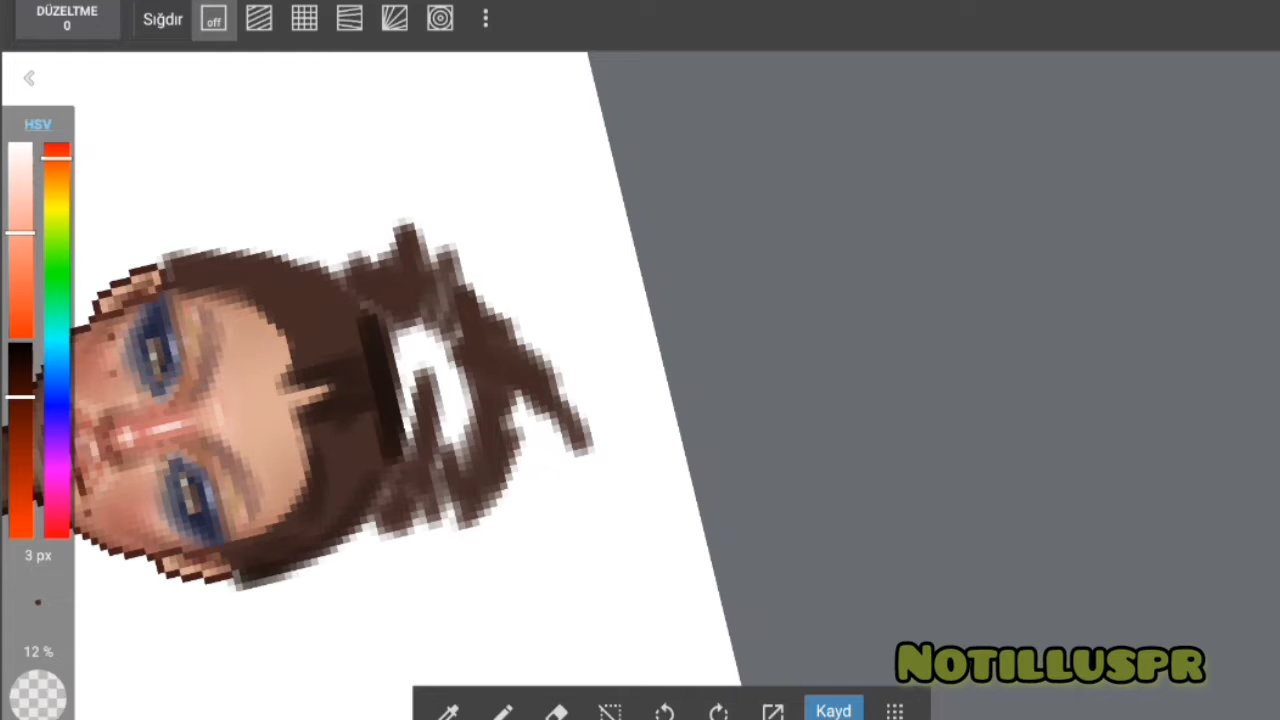 DÜZELTME
0
Sığdır
off
HSV
3 px
12 %
NOTILLUSPR
Kayd